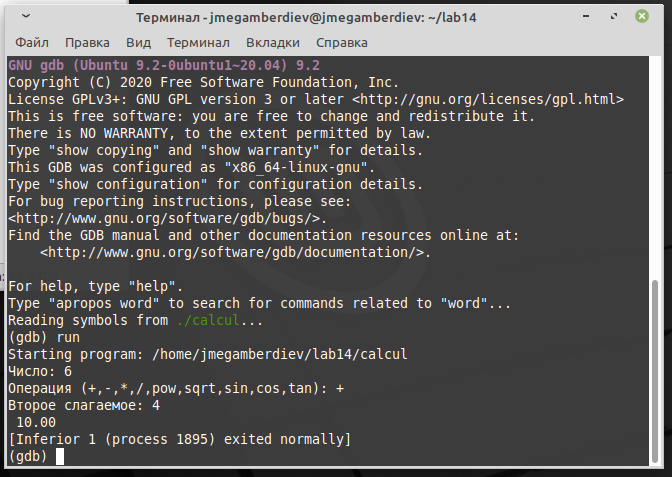 Терминал - jmegamberdiev@jmegamberdiev: ~/lab14
Файл Правка Вид Терминал Вкладки Справка
GNU gdb (Ubuntu 9.2-0ubuntu1~20.04) 9.2
Copyright (C) 2020 Free Software Foundation, Inc.
License GPLv3+: GNU GPL version 3 or later <http://gnu.org/licenses/gpl.html>
This is free software: you are free to change and redistribute it.
There is NO WARRANTY, to the extent permitted by law.
Type "show copying" and "show warranty" for details.
This GDB was configured as "x86_64-linux-gnu".
Type "show configuration" for configuration details.
For bug reporting instructions, please see:
<http://www.gnu.org/software/gdb/bugs/>.
Find the GDB manual and other documentation resources online at:
    <http://www.gnu.org/software/gdb/documentation/>.
For help, type "help".
Type "apropos word" to search for commands related to "word"...
Reading symbols from ./calcul...
(gdb) run
Starting program: /home/jmegamberdiev/lab14/calcul
Число: 6
Операция (+,-,*,/,pow,sqrt,sin,cos,tan): +
Второе слагаемое: 4
 10.00
[Inferior 1 (process 1895) exited normally]
(gdb)